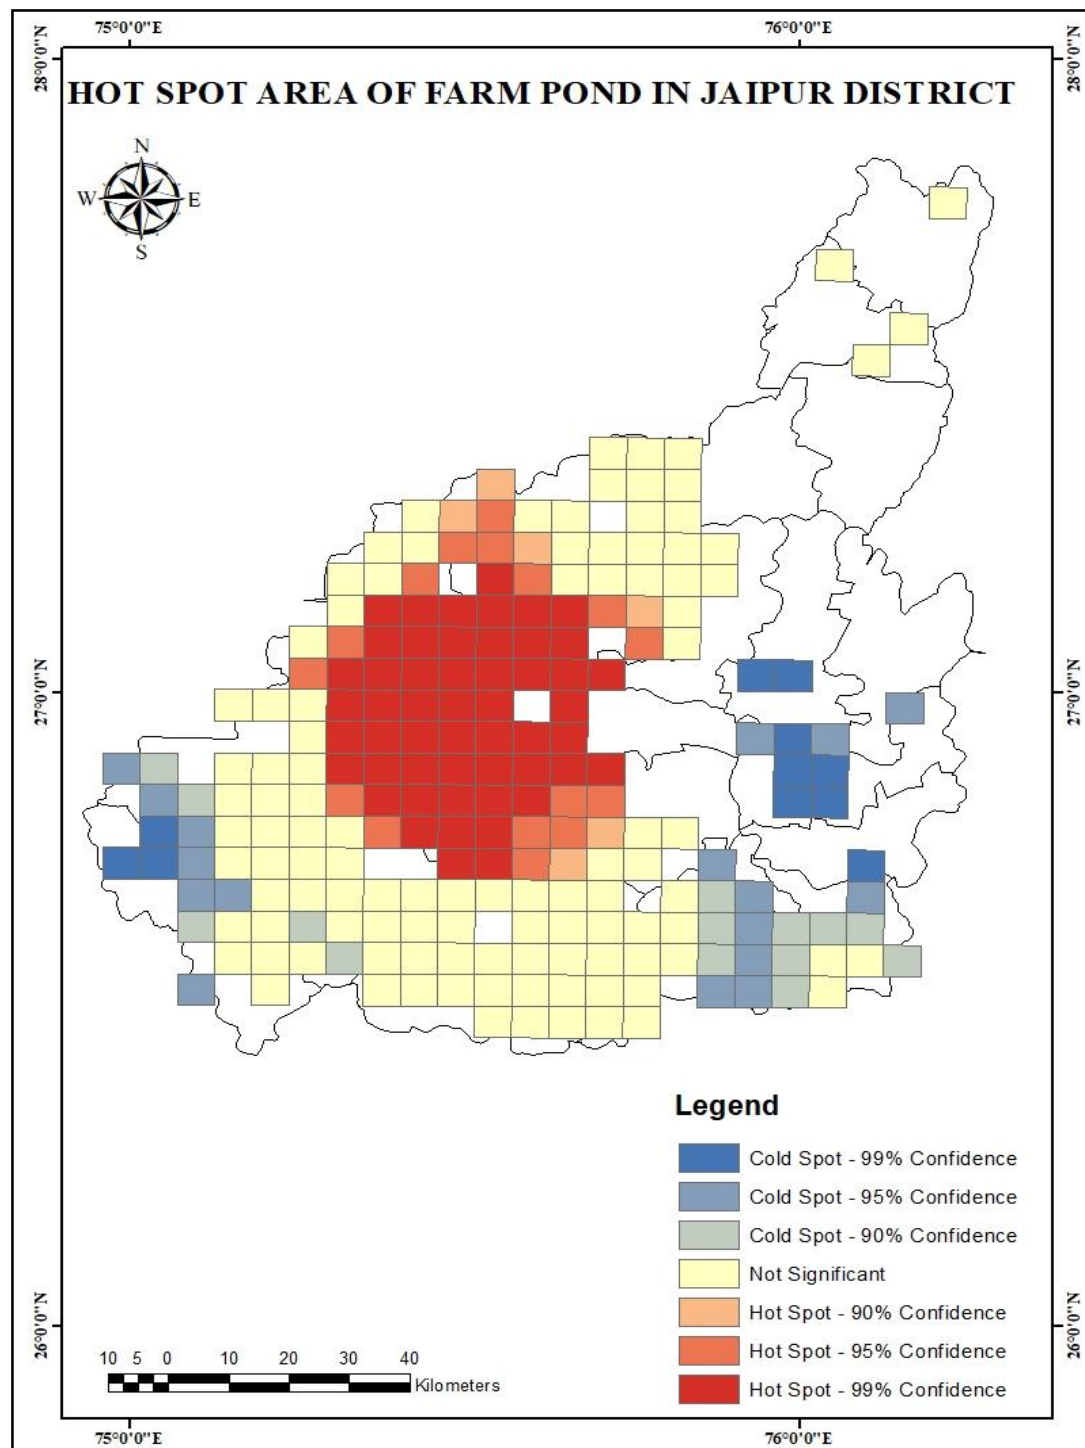 75°0'0"E 76°0'0"E
28°0'0"N 28°0'0"N
HOT SPOT AREA OF FARM POND IN JAIPUR DISTRICT
N
W E
S
27°0'0"N 27°0'0"N
Legend
Cold Spot - 99% Confidence
Cold Spot - 95% Confidence
Cold Spot - 90% Confidence
Not Significant
Hot Spot - 90% Confidence
Hot Spot - 95% Confidence
Hot Spot - 99% Confidence
26°0'0"N 26°0'0"N
10 5 0 10 20 30 40
Kilometers
75°0'0"E 76°0'0"E